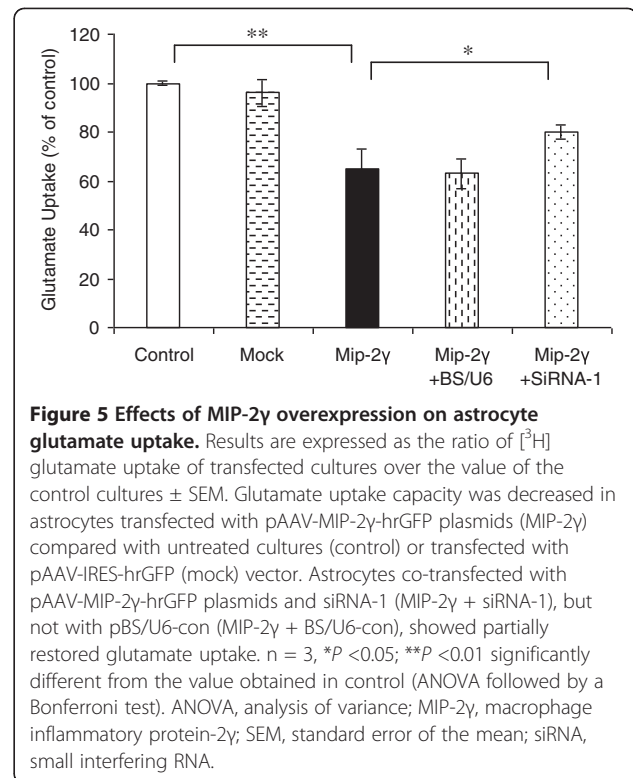 **
*
120
100
80
60
40
20
0
Glutamate Uptake (% of control)
Control Mock Mip-2γ Mip-2γ Mip-2γ
+BS/U6 +SiRNA-1
Figure 5 Effects of MIP-2γ overexpression on astrocyte
glutamate uptake. Results are expressed as the ratio of [³H]
glutamate uptake of transfected cultures over the value of the
control cultures ± SEM. Glutamate uptake capacity was decreased in
astrocytes transfected with pAAV-MIP-2γ-hrGFP plasmids (MIP-2γ)
compared with untreated cultures (control) or transfected with
pAAV-IRES-hrGFP (mock) vector. Astrocytes co-transfected with
pAAV-MIP-2γ-hrGFP plasmids and siRNA-1 (MIP-2γ + siRNA-1), but
not with pBS/U6-con (MIP-2γ + BS/U6-con), showed partially
restored glutamate uptake. n = 3, *P <0.05; **P <0.01 significantly
different from the value obtained in control (ANOVA followed by a
Bonferroni test). ANOVA, analysis of variance; MIP-2γ, macrophage
inflammatory protein-2γ; SEM, standard error of the mean; siRNA,
small interfering RNA.